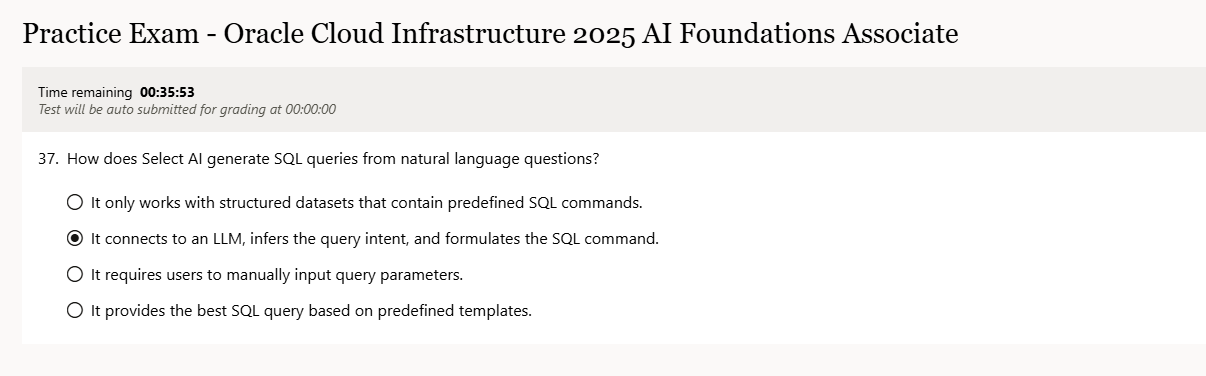 Practice Exam - Oracle Cloud Infrastructure 2025 AI Foundations Associate
Time remaining 00:35:53
Test will be auto submitted for grading at 00:00:00
37. How does Select AI generate SQL queries from natural language questions?
It only works with structured datasets that contain predefined SQL commands.
It connects to an LLM, infers the query intent, and formulates the SQL command.
It requires users to manually input query parameters.
It provides the best SQL query based on predefined templates.